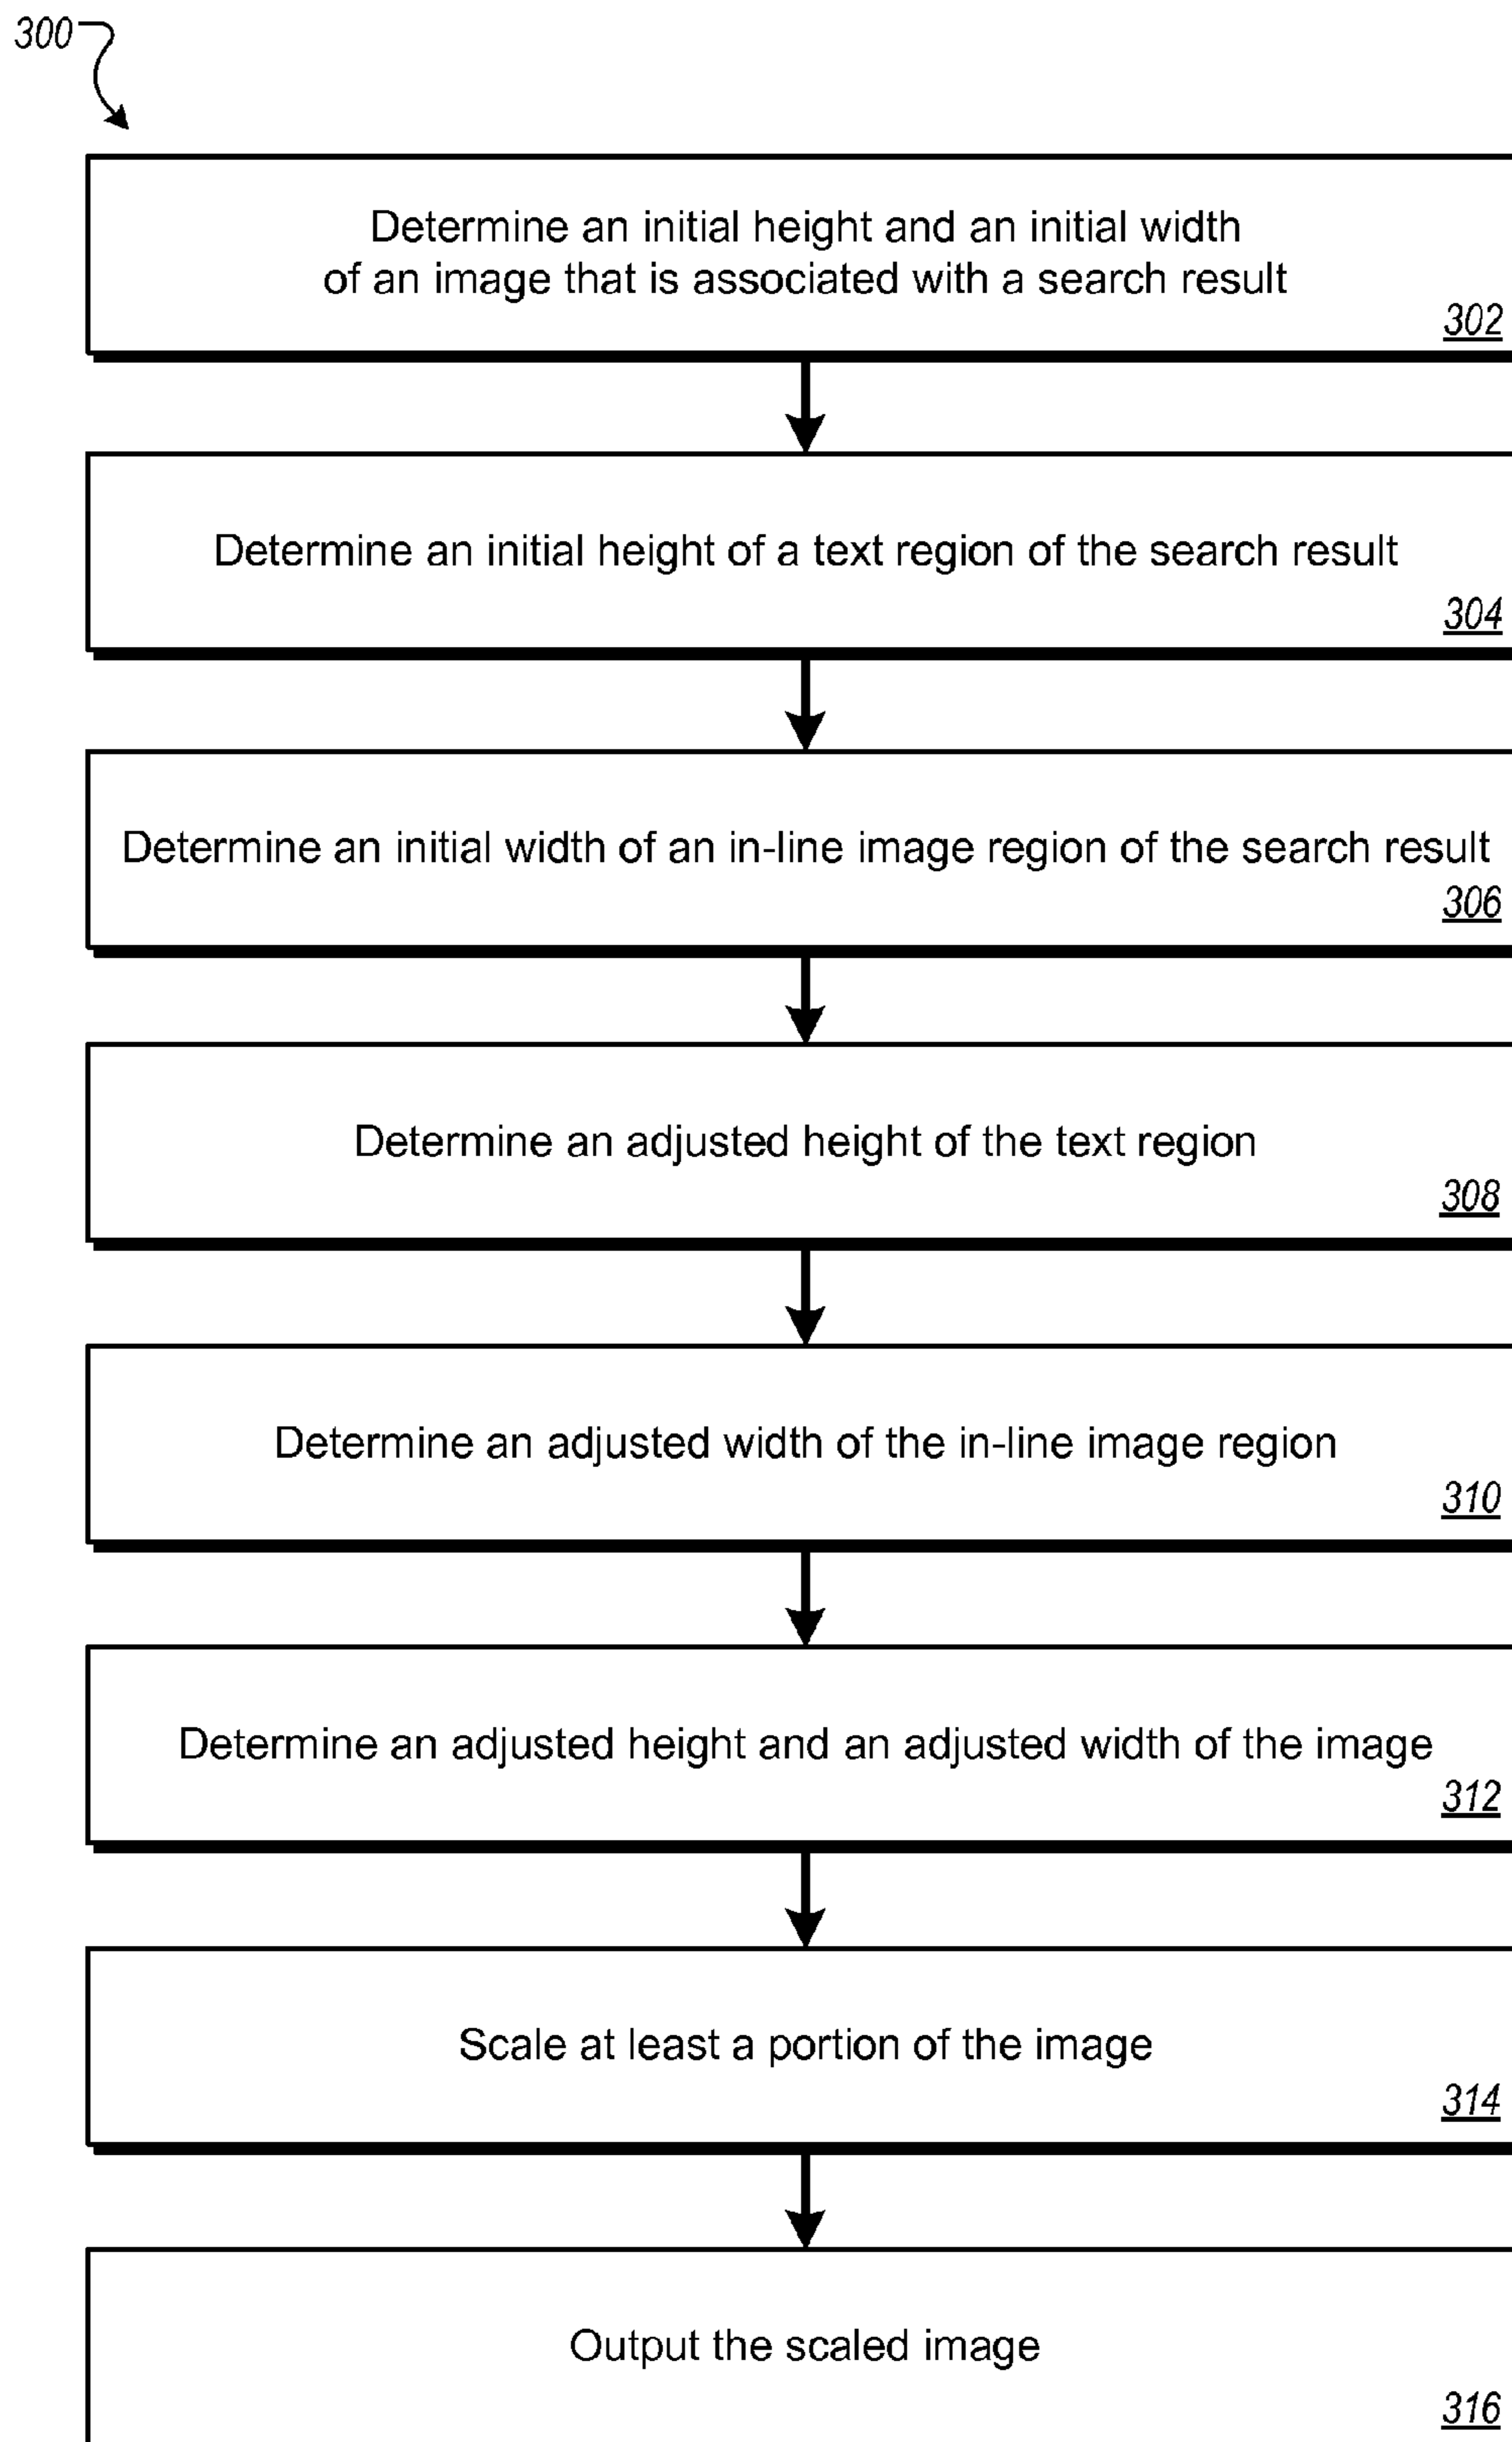 300
Determine an initial height and an initial width
of an image that is associated with a search result
302
Determine an initial height of a text region of the search result
304
Determine an initial width of an in-line image region of the search result
306
Determine an adjusted height of the text region
308
Determine an adjusted width of the in-line image region
310
Determine an adjusted height and an adjusted width of the image
312
Scale at least a portion of the image
314
Output the scaled image
316